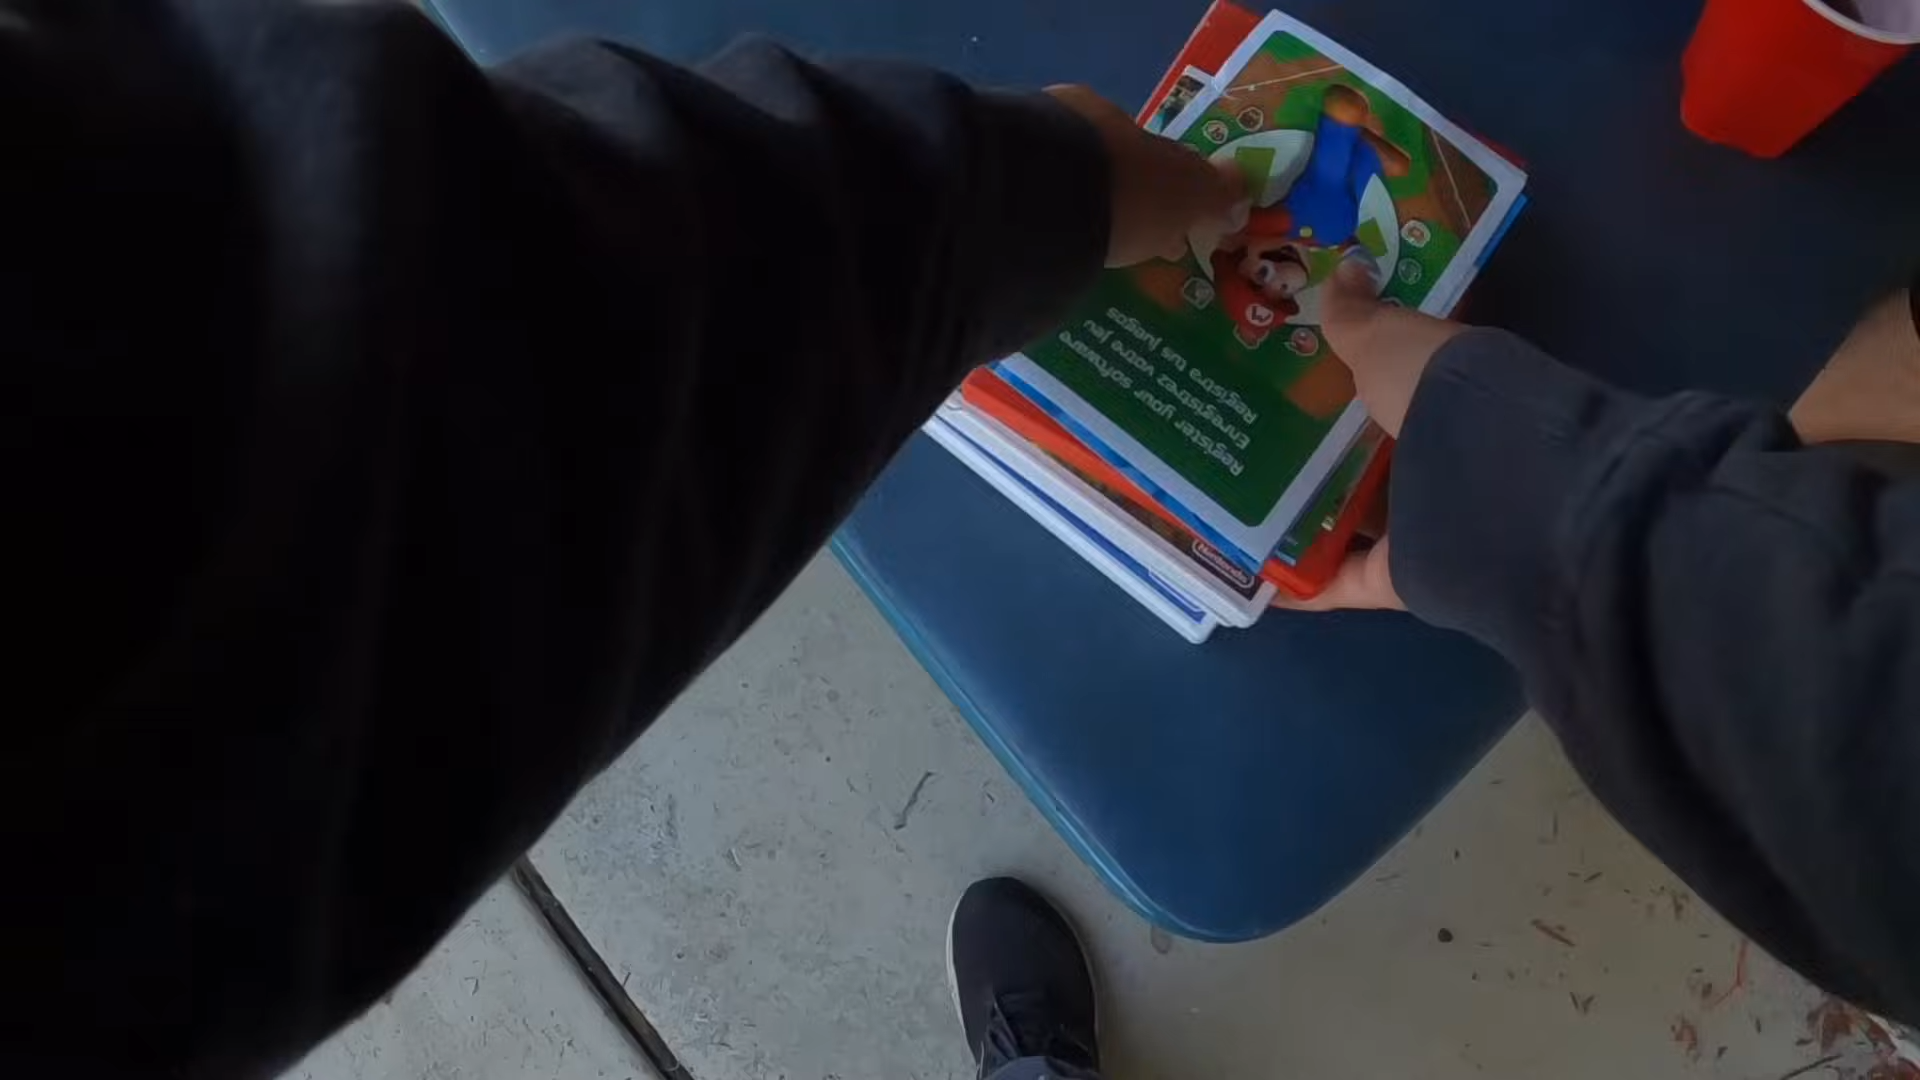 Register your software
Enregistrez votre jeu
Registra tus juegos
Nintendo